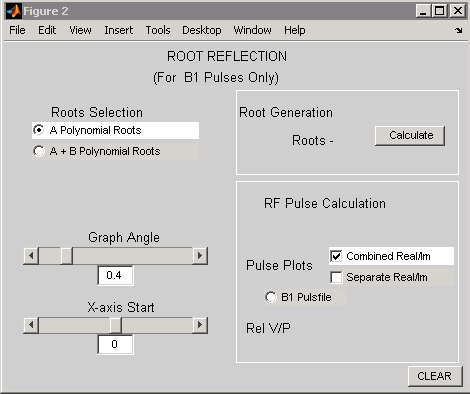 Figure 2
File Edit View Insert Tools Desktop Window Help
ROOT REFLECTION
(For B1 Pulses Only)
Roots Selection
A Polynomial Roots
A + B Polynomial Roots
Root Generation
Roots -
Calculate
Graph Angle
0.4
X-axis Start
0
RF Pulse Calculation
Pulse Plots
Combined Real/Im
Separate Real/Im
B1 Pulsfile
Rel V/P
CLEAR